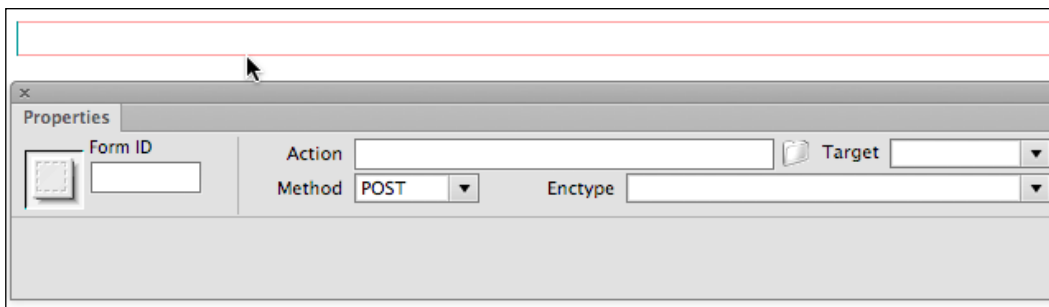 Properties
Form ID
Action
Target
Method POST
Enctype